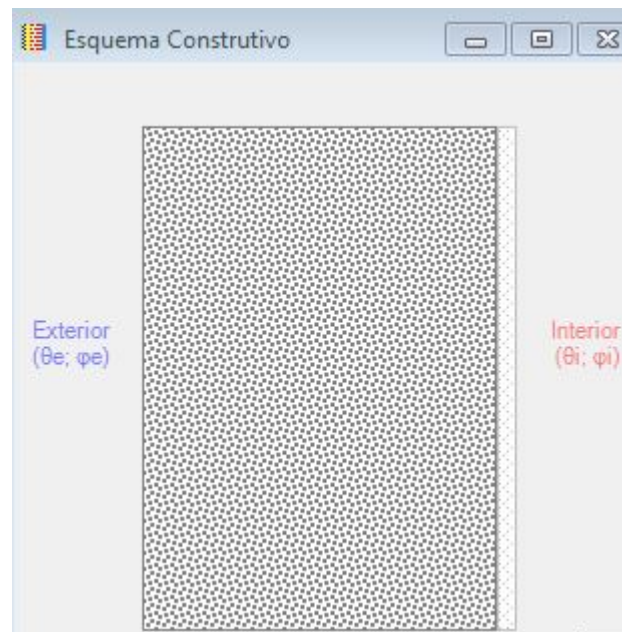 Esquema Construtivo
Exterior
(θe; φe)
Interior
(θi; φi)